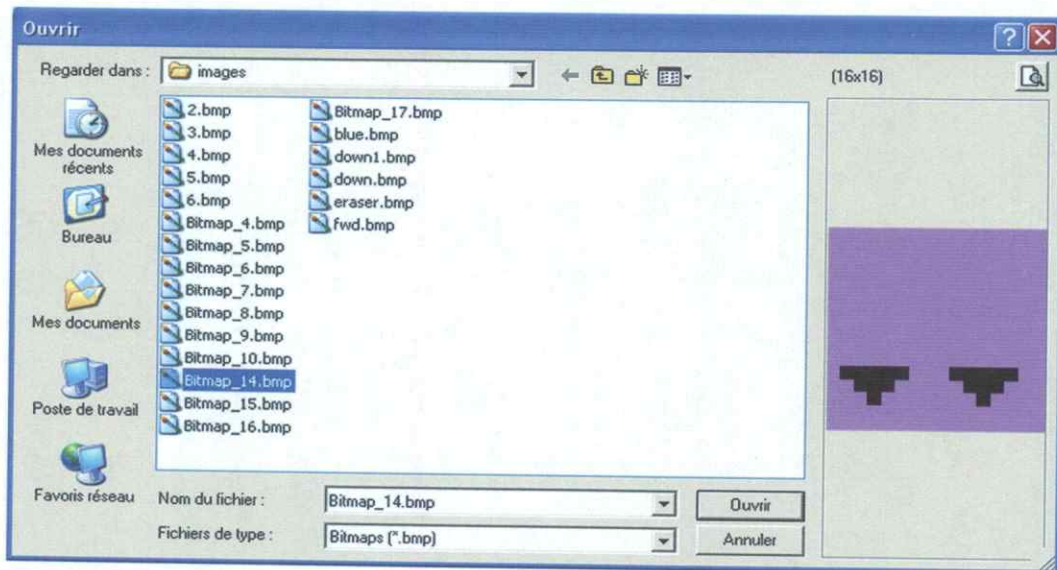 Ouvrir
Regarder dans :
images
(16x16)
Mes documents
récents
Bureau
Mes documents
Poste de travail
Favoris réseau
2.bmp
3.bmp
4.bmp
5.bmp
6.bmp
Bitmap_4.bmp
Bitmap_5.bmp
Bitmap_6.bmp
Bitmap_7.bmp
Bitmap_8.bmp
Bitmap_9.bmp
Bitmap_10.bmp
Bitmap_14.bmp
Bitmap_15.bmp
Bitmap_16.bmp
Bitmap_17.bmp
blue.bmp
down1.bmp
down.bmp
eraser.bmp
fwd.bmp
Nom du fichier :
Bitmap_14.bmp
Ouvrir
Fichiers de type :
Bitmaps (*.bmp)
Annuler